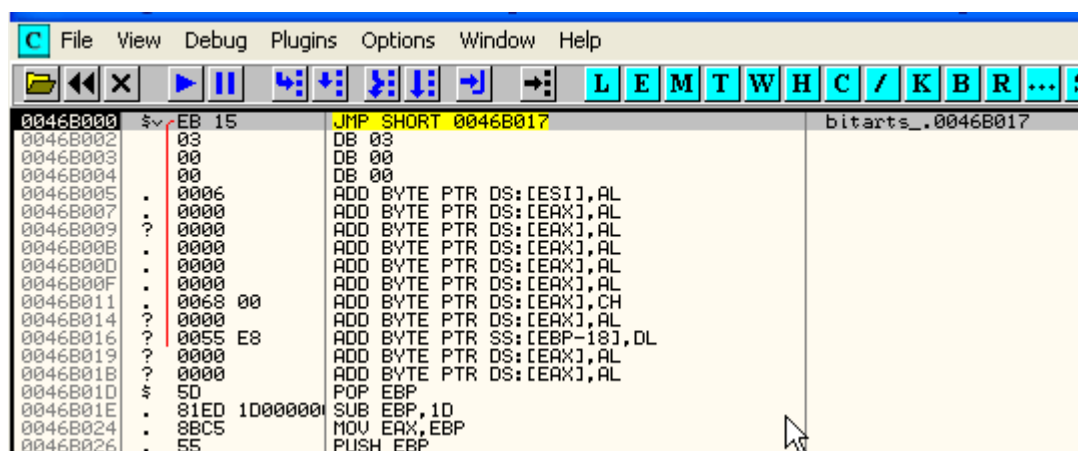 C File View Debug Plugins Options Window Help
L E M T W H C / K B R ...
0046B000 $ EB 15 JMP SHORT 0046B017 bitarts_.0046B017
0046B002 03 DB 03
0046B003 00 DB 00
0046B004 00 DB 00
0046B005 . 0006 ADD BYTE PTR DS:[ESI],AL
0046B007 . 0000 ADD BYTE PTR DS:[EAX],AL
0046B009 ? 0000 ADD BYTE PTR DS:[EAX],AL
0046B00B . 0000 ADD BYTE PTR DS:[EAX],AL
0046B00D . 0000 ADD BYTE PTR DS:[EAX],AL
0046B00F . 0000 ADD BYTE PTR DS:[EAX],AL
0046B011 . 0068 00 ADD BYTE PTR DS:[EAX],CH
0046B014 ? 0000 ADD BYTE PTR DS:[EAX],AL
0046B016 ? 0055 E8 ADD BYTE PTR SS:[EBP-18],DL
0046B019 ? 0000 ADD BYTE PTR DS:[EAX],AL
0046B01B ? 0000 ADD BYTE PTR DS:[EAX],AL
0046B01D $ 5D POP EBP
0046B01E . 81ED 1D000000 SUB EBP,1D
0046B024 . 8BC5 MOV EAX,EBP
0046B026 . 55 PUSH EBP